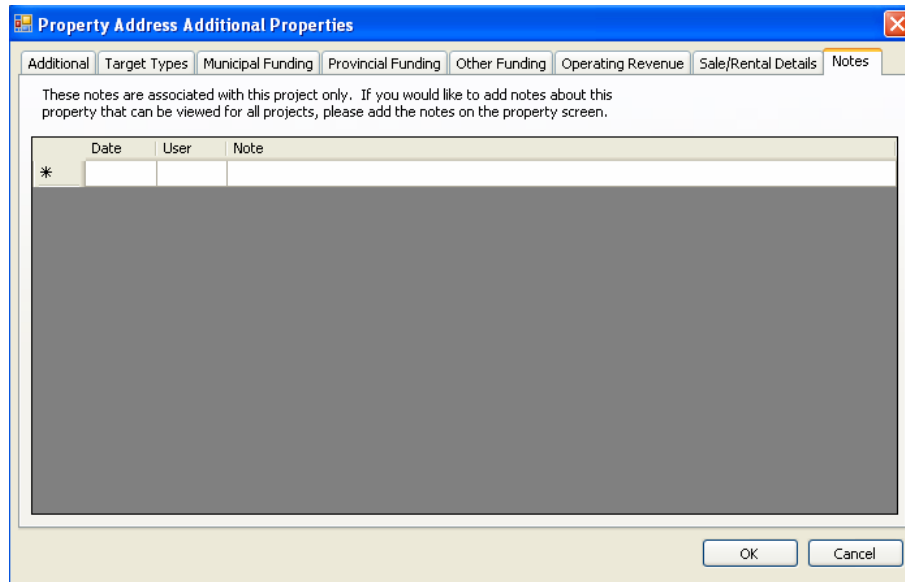 Property Address Additional Properties
Additional Target Types Municipal Funding Provincial Funding Other Funding Operating Revenue Sale/Rental Details Notes
These notes are associated with this project only. If you would like to add notes about this
property that can be viewed for all projects, please add the notes on the property screen.
Date User Note
OK Cancel